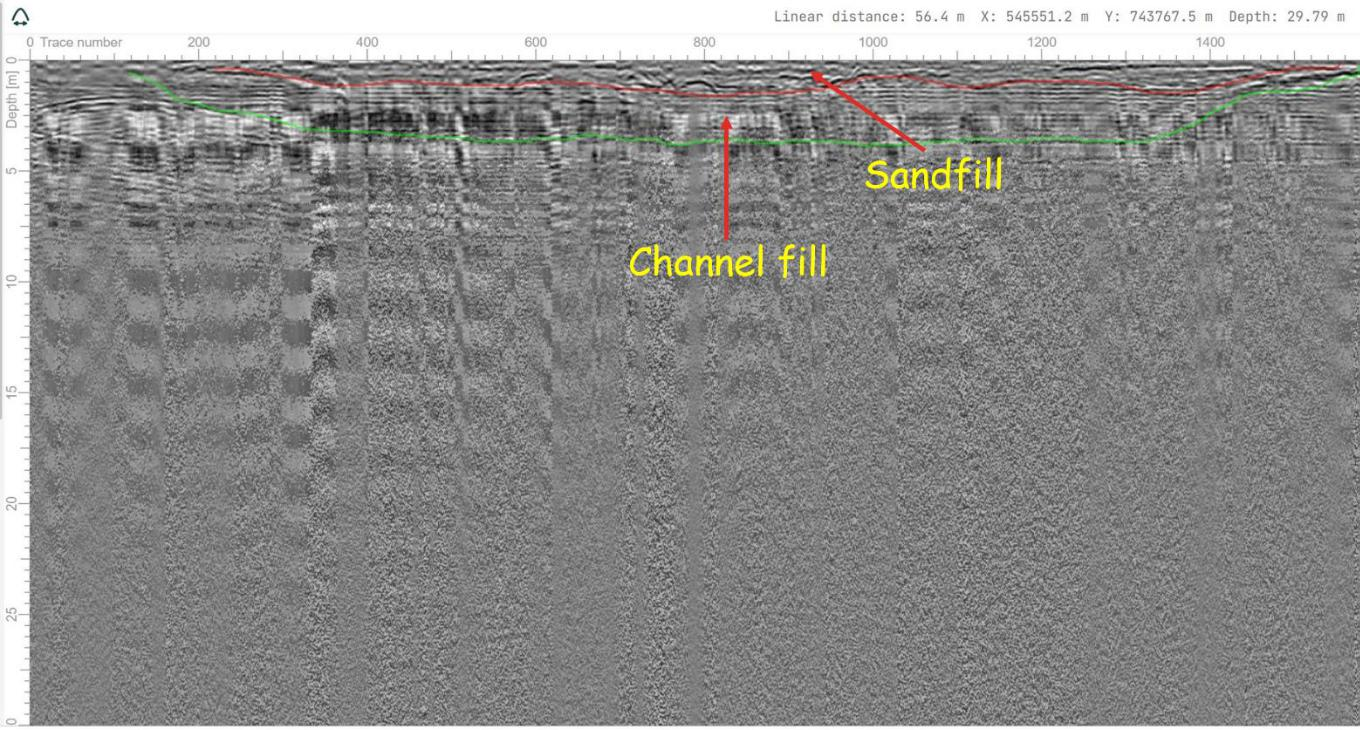 Linear distance: 56.4 m X: 545551.2 m Y: 743767.5 m Depth: 29.79 m
0 Trace number 200 400 600 800 1000 1200 1400
Depth [m]
0
5
Sandfill
Channel fill
10
15
20
25
0